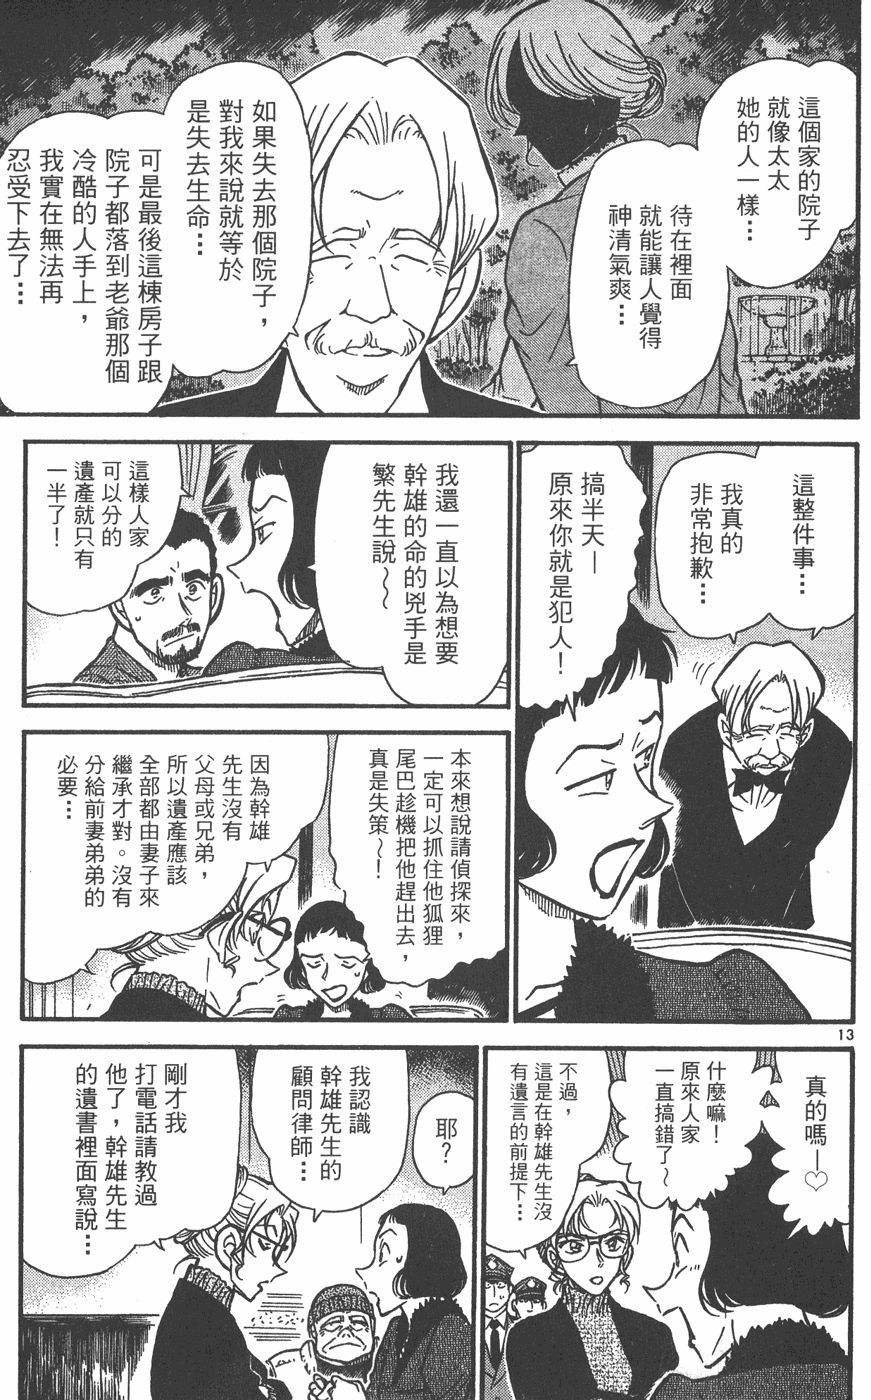 這個家的院子
就像太太
她的人一樣…
待在裡面
就能讓人覺得
神清氣爽…
如果失去那個院子，
對我來說就等於
是失去生命…
可是最後這棟房子跟
院子都落到老爺那個
冷酷的人手上，
我實在無法再
忍受下去了…
這整件事…
我真的
非常抱歉…
搞半天—
原來你就是犯人！
我還一直以為想要
幹雄的命的兇手是
繁先生說～
這樣人家
可以分的
遺產就只有
一半了！
本來想說請偵探來，
一定可以抓住他狐狸
尾巴趁機把他趕出去，
真是失策～！
因為幹雄
先生沒有
父母或兄弟，
所以遺產應該
全部都由妻子來
繼承才對。沒有
分給前妻弟弟的
必要…
13
真的嗎—♡
什麼嘛！
原來人家
一直搞錯了～
不過，
這是在幹雄先生沒
有遺言的前提下…
耶？
我認識
幹雄先生的
顧問律師…
剛才我
打電話請教過
他了，幹雄先生
的遺書裡面寫說…